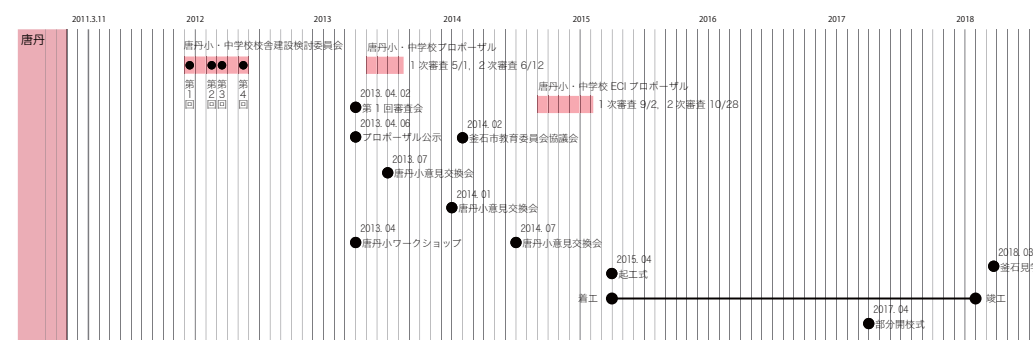 2011.3.11 2012 2013 2014 2015 2016 2017 2018
唐丹
唐丹小・中学校校舎建設検討委員会
第1回
第2回
第3回
第4回
唐丹小・中学校プロポーザル
1次審査 5/1, 2次審査 6/12
唐丹小・中学校 ECI プロポーザル
1次審査 9/2, 2次審査 10/28
2013. 04. 02
第1回審査会
2013. 04. 06
プロポーザル公示
2014. 02
釜石市教育委員会協議会
2013. 07
唐丹小意見交換会
2014. 01
唐丹小意見交換会
2013. 04
唐丹小ワークショップ
2014. 07
唐丹小意見交換会
2015. 04
起工式
2018. 03
釜石見学
着工
竣工
2017. 04
部分開校式